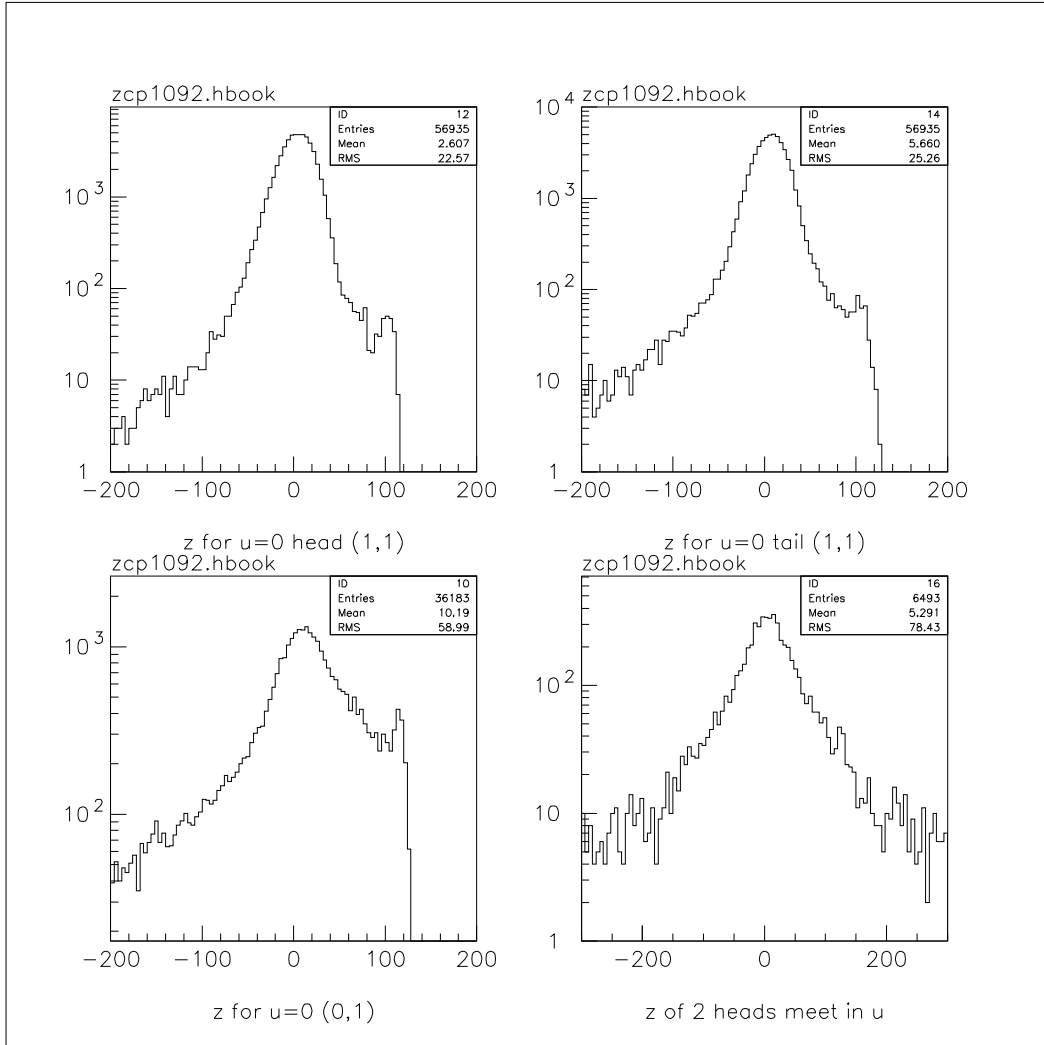 zcp1092.hbook
ID 12
Entries 56935
Mean 2.607
RMS 22.57
10^3
10^2
10
1
-200 -100 0 100 200
z for u=0 head (1,1)
zcp1092.hbook
ID 14
Entries 56935
Mean 5.660
RMS 25.26
10^4
10^3
10^2
10
1
-200 -100 0 100 200
z for u=0 tail (1,1)
zcp1092.hbook
ID 10
Entries 36183
Mean 10.19
RMS 58.99
10^3
10^2
-200 -100 0 100 200
z for u=0 (0,1)
zcp1092.hbook
ID 16
Entries 6493
Mean 5.291
RMS 78.43
10^2
10
1
-200 0 200
z of 2 heads meet in u